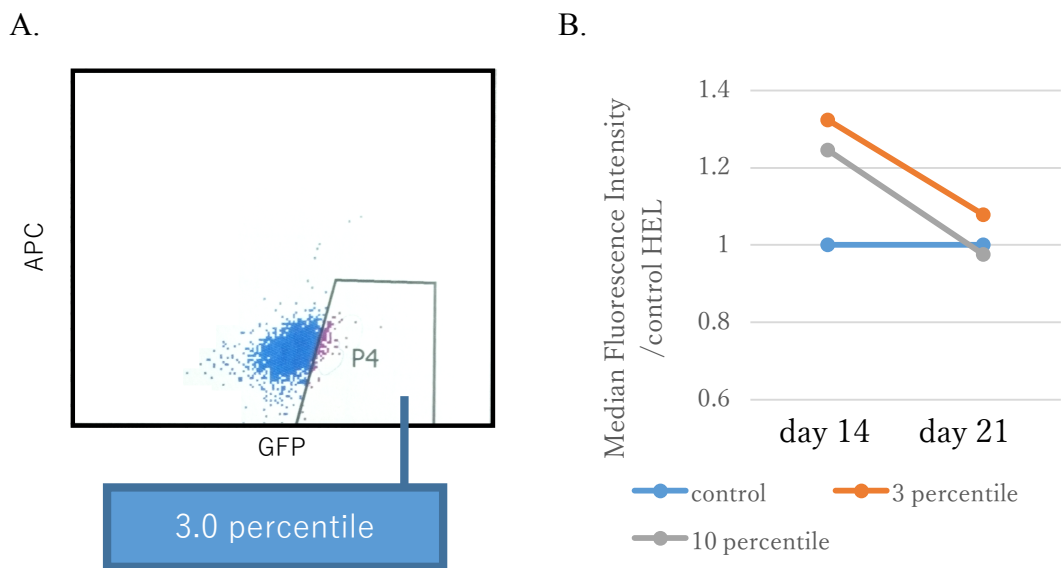 A.
APC
P4
GFP
3.0 percentile
B.
Median Fluorescence Intensity
/control HEL
1.4
1.2
1
0.8
0.6
day 14
day 21
control
3 percentile
10 percentile